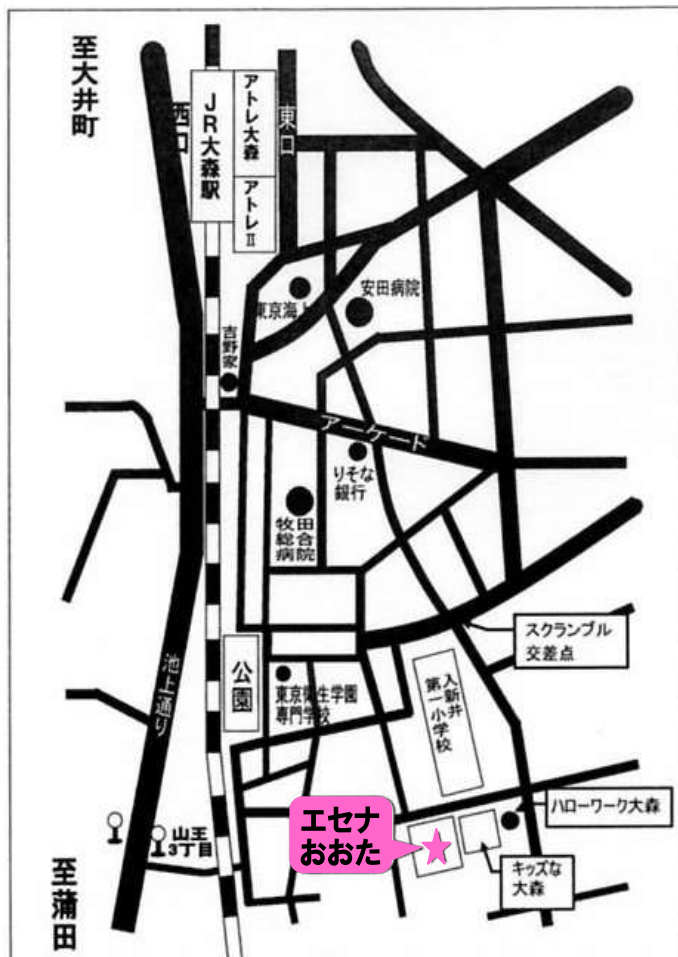 至大井町
西口
JR大森駅
アトレ大森
アトレⅡ
東口
東京海上
安田病院
吉野家
アーケード
りそな
銀行
牧田
総合
病院
スクランブル
交差点
池上通り
公園
東京衛生学園
専門学校
入新井
第一小学校
ハローワーク大森
エセナ
おおた
山王
3丁目
キッズな
大森
至蒲田